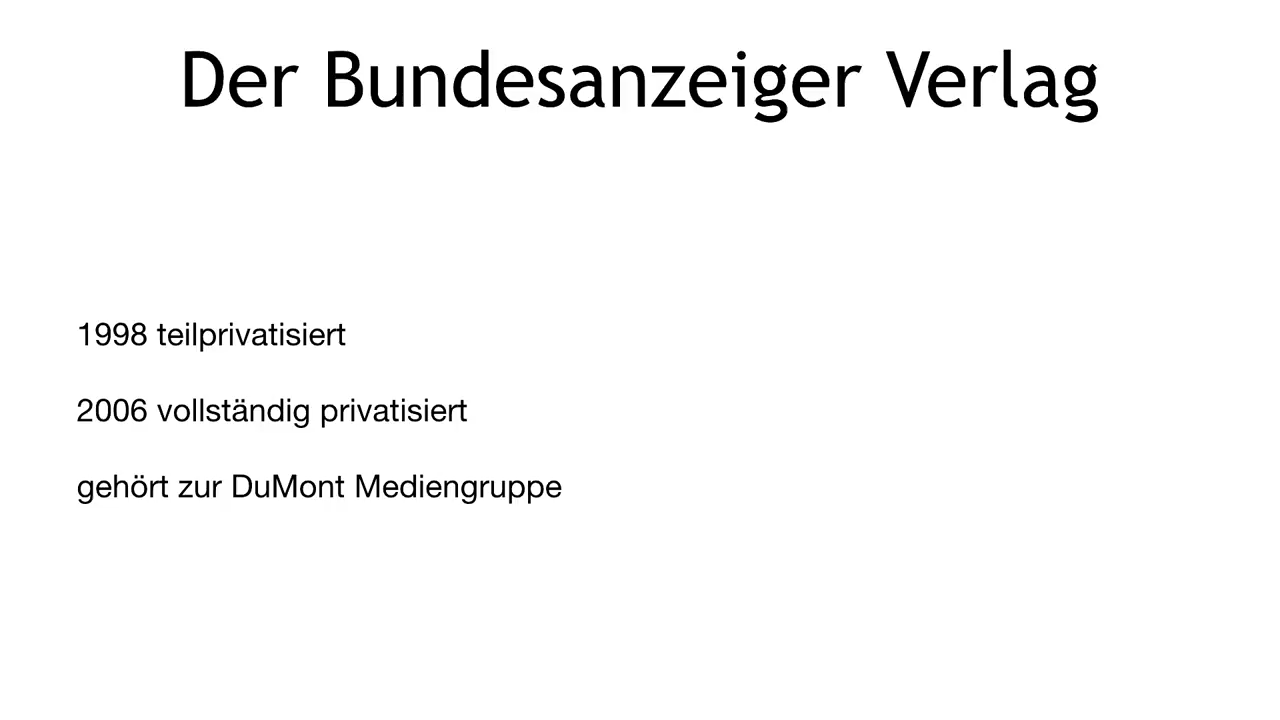 Der Bundesanzeiger Verlag
1998 teilprivatisiert
2006 vollständig privatisiert
gehört zur DuMont Mediengruppe